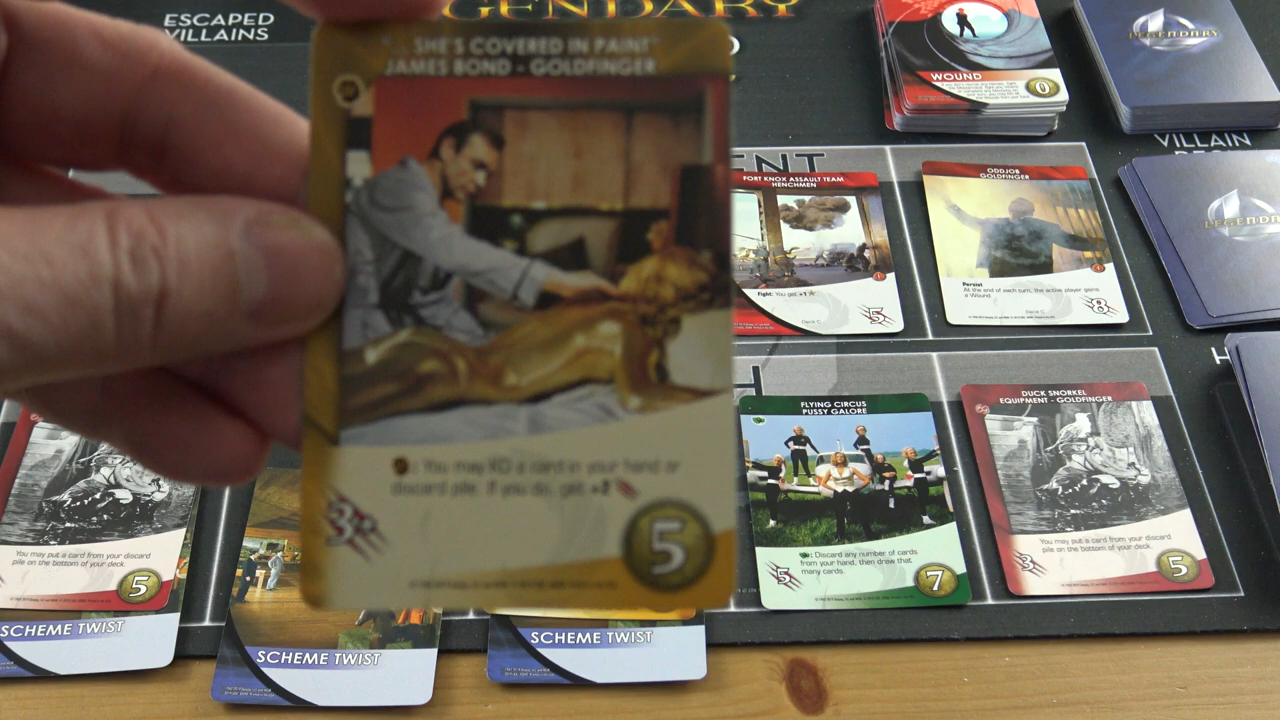 ESCAPED
VILLAINS
LEGENDARY
WOUND
0
LEGENDARY
VILLAIN
SHE'S COVERED IN PAINT"
JAMES BOND - GOLDFINGER
: You may KO a card in your hand or
discard pile. If you do, get +2
3
5
FORT KNOX ASSAULT TEAM
HENCHMEN
Fight: You get +1
Deck C
5
ODDJOB
GOLDFINGER
Persist
At the end of each turn, the active player gains
a Wound.
Deck C
8
FLYING CIRCUS
PUSSY GALORE
: Discard any number of cards
from your hand, then draw that
many cards.
5
7
DUCK SNORKEL
EQUIPMENT - GOLDFINGER
You may put a card from your discard
pile on the bottom of your deck.
3
5
You may put a card from your discard
pile on the bottom of your deck.
5
SCHEME TWIST
SCHEME TWIST
SCHEME TWIST